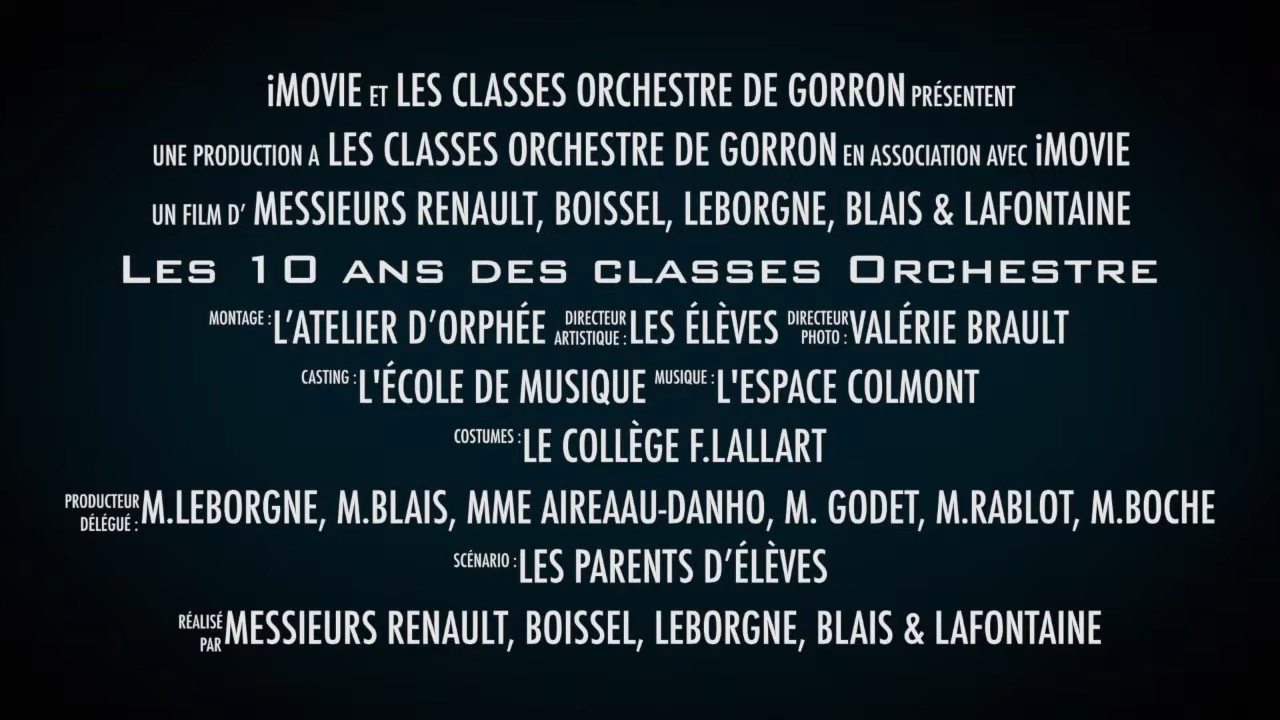 iMOVIE ET LES CLASSES ORCHESTRE DE GORRON PRÉSENTENT
UNE PRODUCTION A LES CLASSES ORCHESTRE DE GORRON EN ASSOCIATION AVEC iMOVIE
UN FILM D’ MESSIEURS RENAULT, BOISSEL, LEBORGNE, BLAIS & LAFONTAINE
LES 10 ANS DES CLASSES ORCHESTRE
MONTAGE : L’ATELIER D’ORPHÉE DIRECTEUR ARTISTIQUE : LES ÉLÈVES DIRECTEUR PHOTO : VALÉRIE BRAULT
CASTING : L'ÉCOLE DE MUSIQUE MUSIQUE : L'ESPACE COLMONT
COSTUMES : LE COLLÈGE F.LALLART
PRODUCTEUR DÉLÉGUÉ : M.LEBORGNE, M.BLAIS, MME AIREAAU-DANHO, M. GODET, M.RABLOT, M.BOCHE
SCÉNARIO : LES PARENTS D’ÉLÈVES
RÉALISÉ PAR MESSIEURS RENAULT, BOISSEL, LEBORGNE, BLAIS & LAFONTAINE